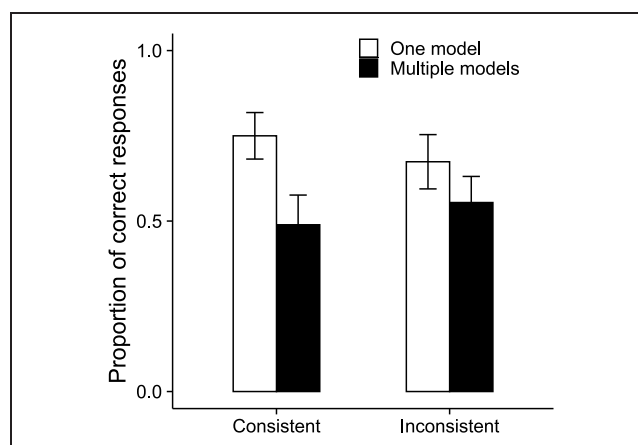 One model
Multiple models
Proportion of correct responses
1.0
0.5
0.0
Consistent Inconsistent